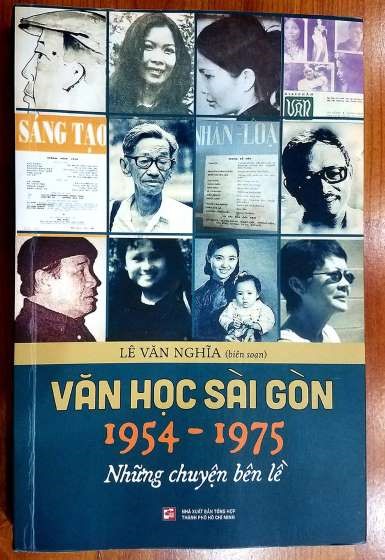 VĂN
SÁNG TẠO
NHÂN-LOẠI
LÊ VĂN NGHĨA (biên soạn)
VĂN HỌC SÀI GÒN
1954 - 1975
Những chuyện bên lề
NHÀ XUẤT BẢN TỔNG HỢP
THÀNH PHỐ HỒ CHÍ MINH